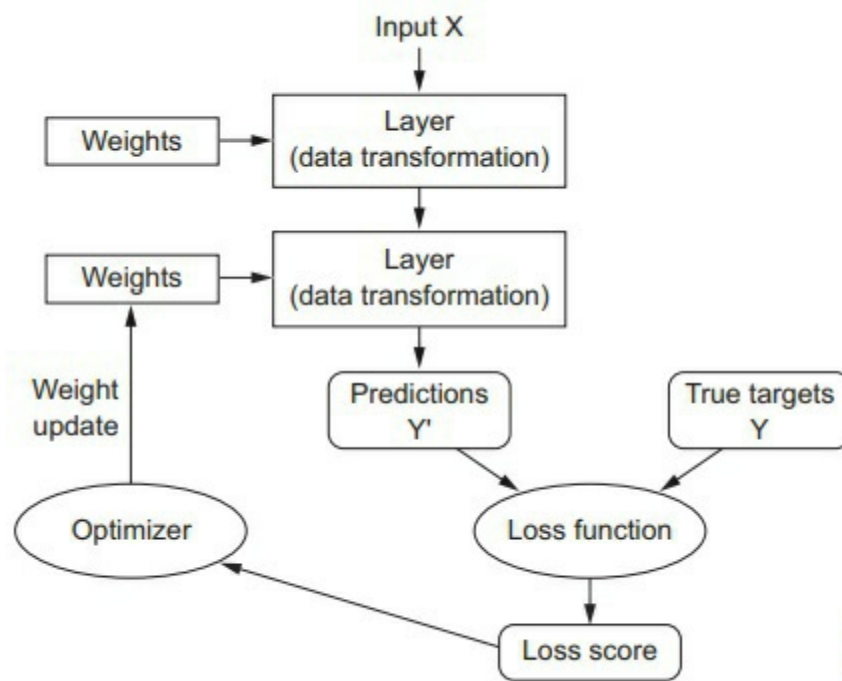 Input X
Weights
Layer
(data transformation)
Weights
Layer
(data transformation)
Weight
update
Predictions
Y'
True targets
Y
Optimizer
Loss function
Loss score